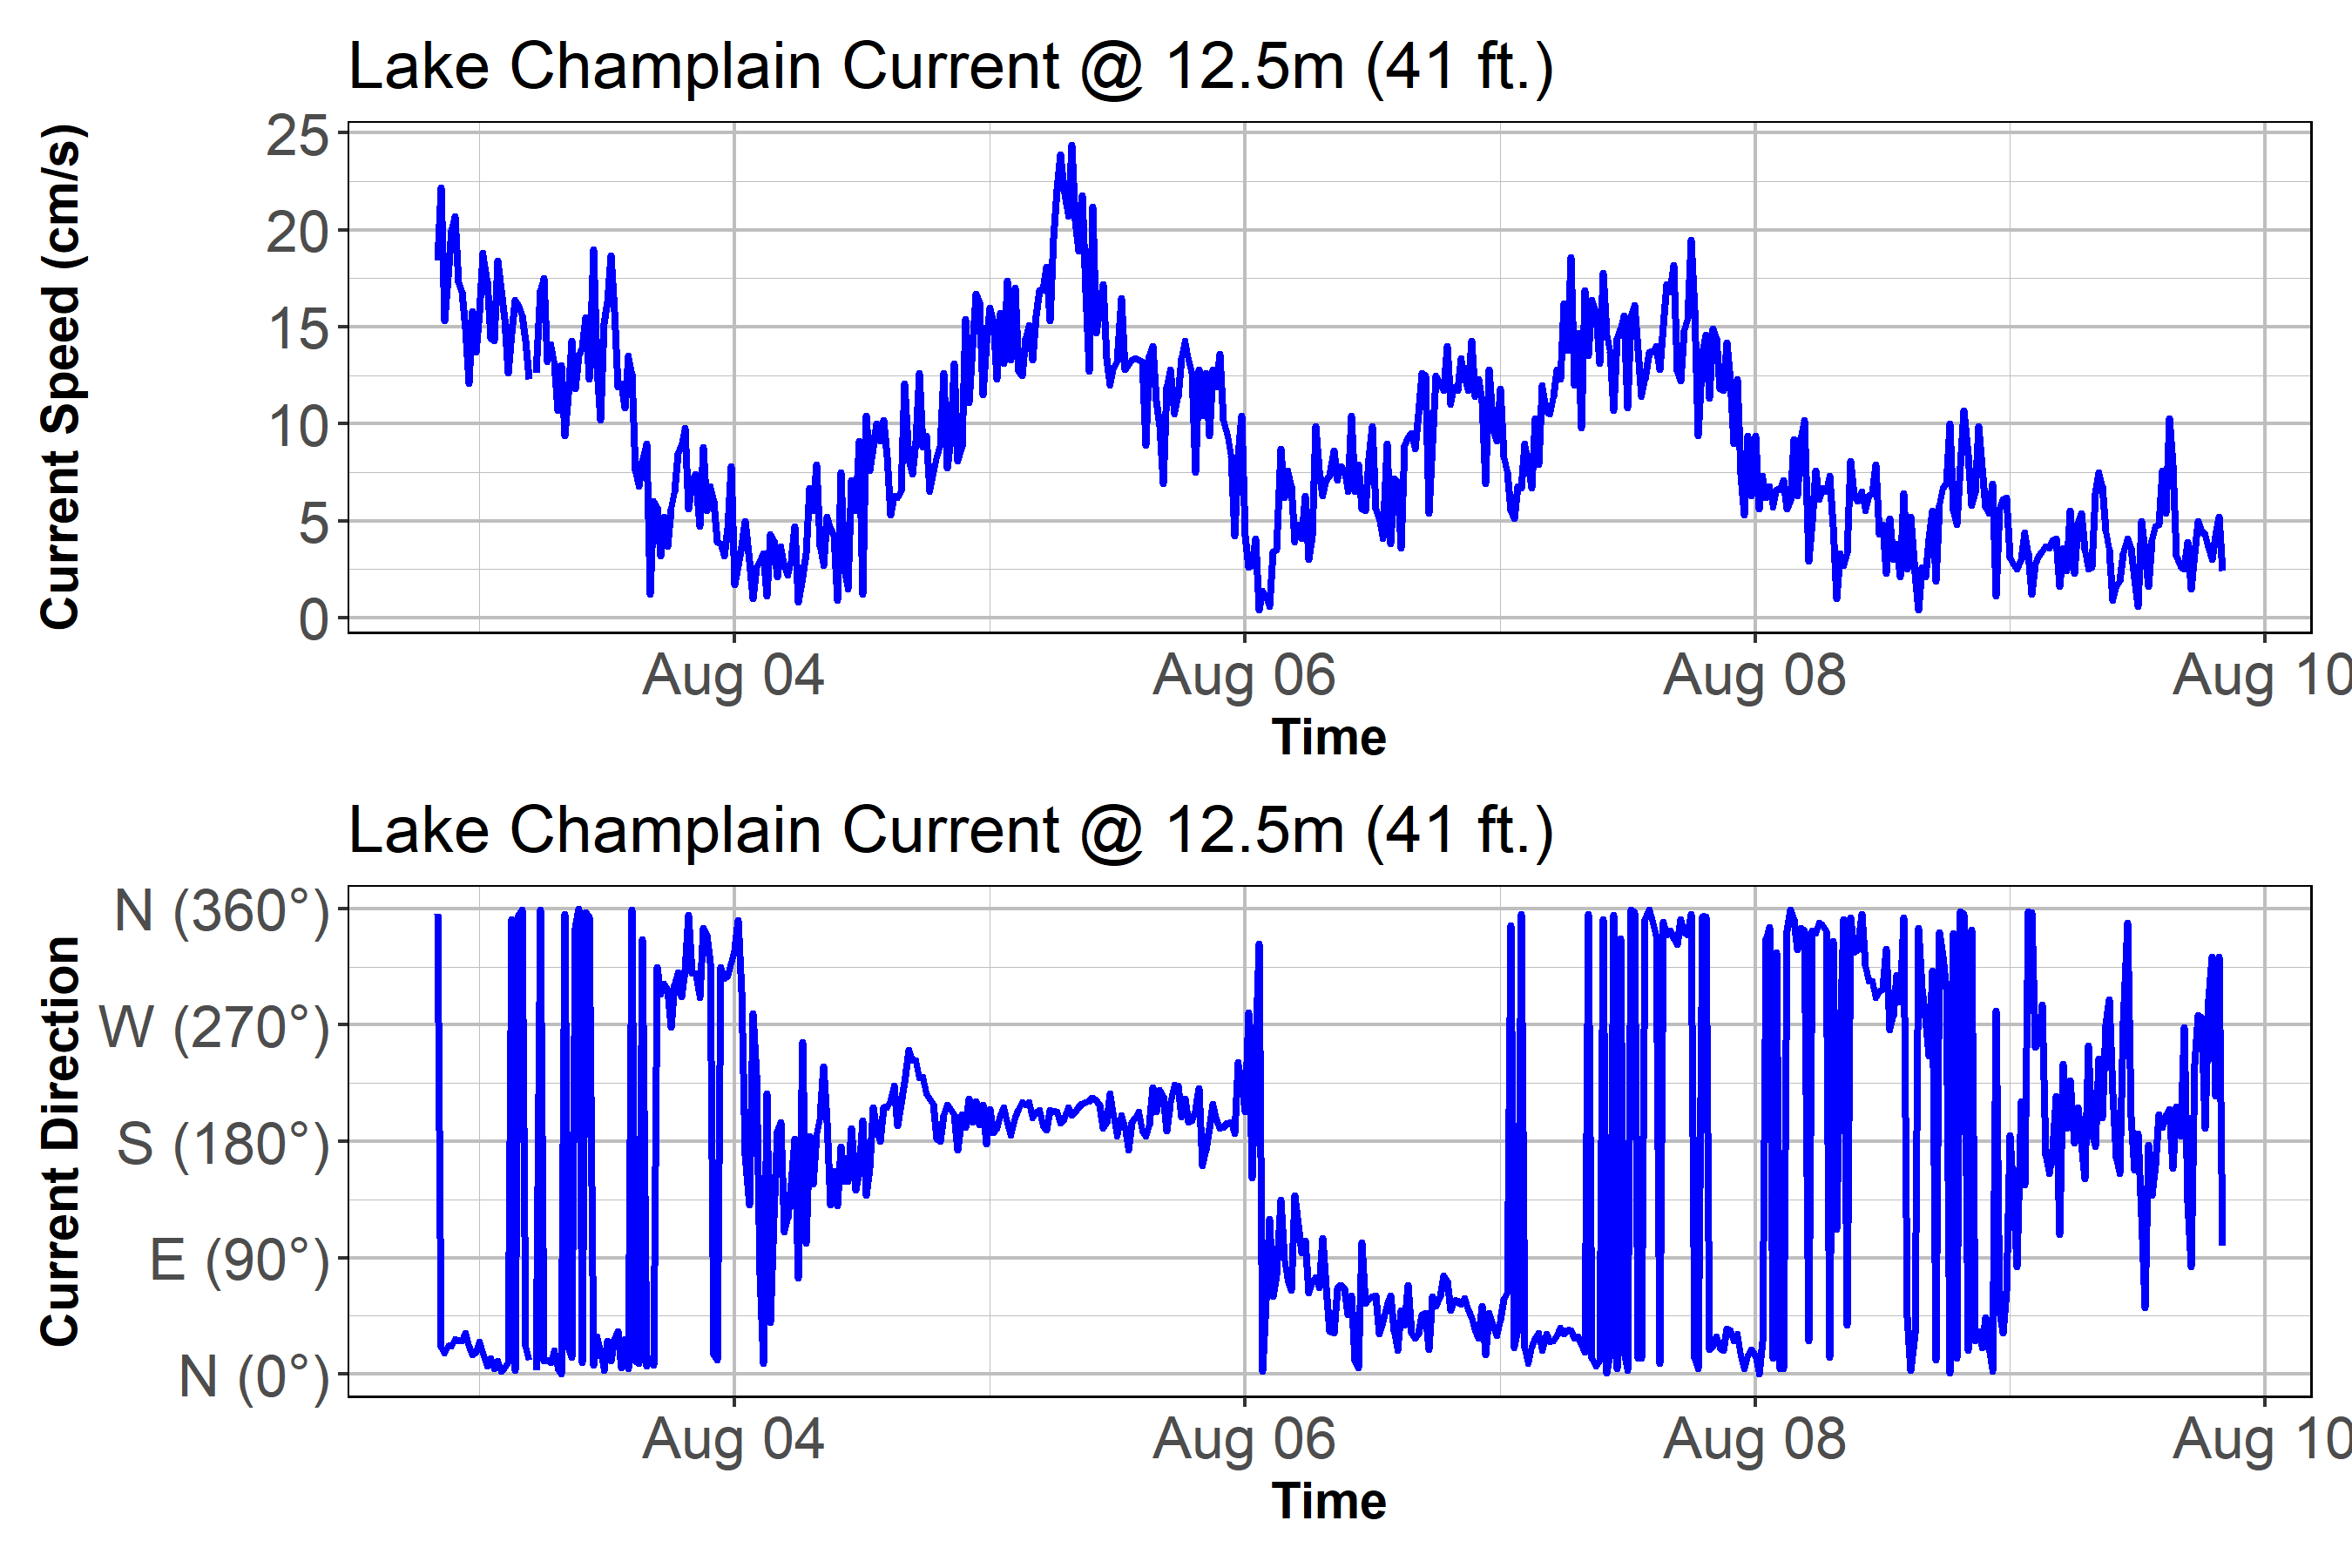 Lake Champlain Current @ 12.5m (41 ft.)
Current Speed (cm/s)
25
20
15
10
5
0
Aug 04 Aug 06 Aug 08 Aug 10
Time
Lake Champlain Current @ 12.5m (41 ft.)
Current Direction
N (360°)
W (270°)
S (180°)
E (90°)
N (0°)
Aug 04 Aug 06 Aug 08 Aug 10
Time